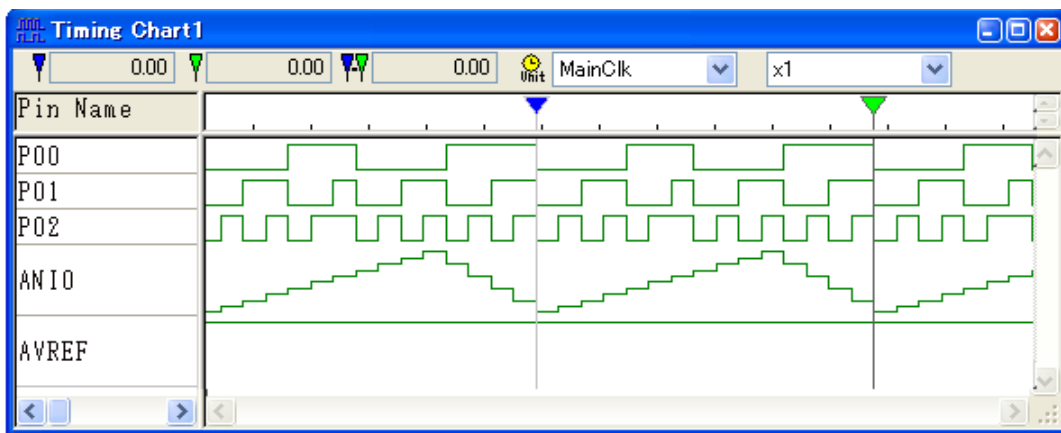 Timing Chart1
0.00 0.00 0.00 Unit MainClk x1
Pin Name
P00
P01
P02
ANI0
AVREF